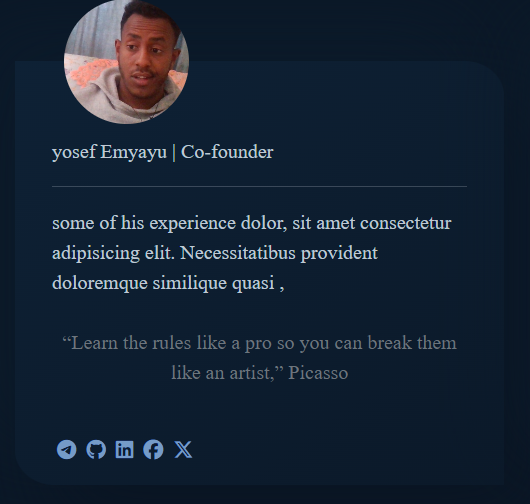 yosef Emyayu | Co-founder
some of his experience dolor, sit amet consectetur
adipisicing elit. Necessitatibus provident
doloremque similique quasi ,
“Learn the rules like a pro so you can break them
like an artist,” Picasso